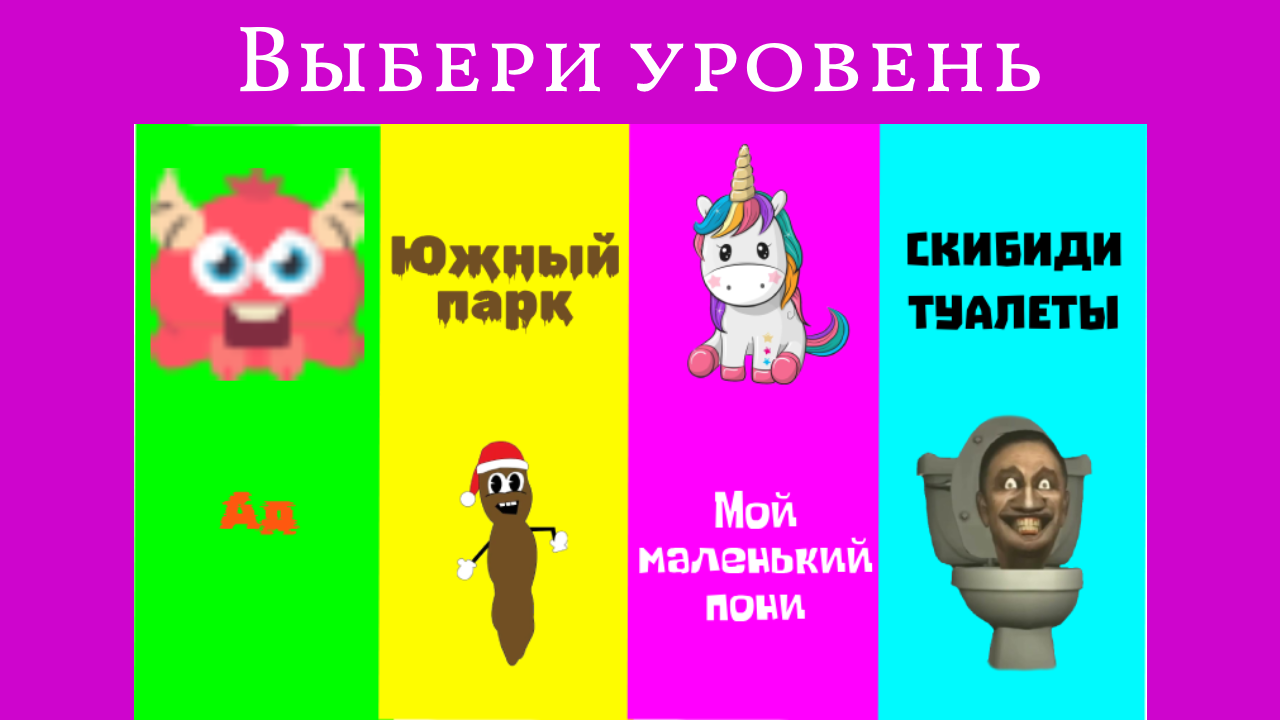 Выбери уровень
Ад
Южный
парк
Мой
маленький
пони
СКИБИДИ
ТУАЛЕТЫ